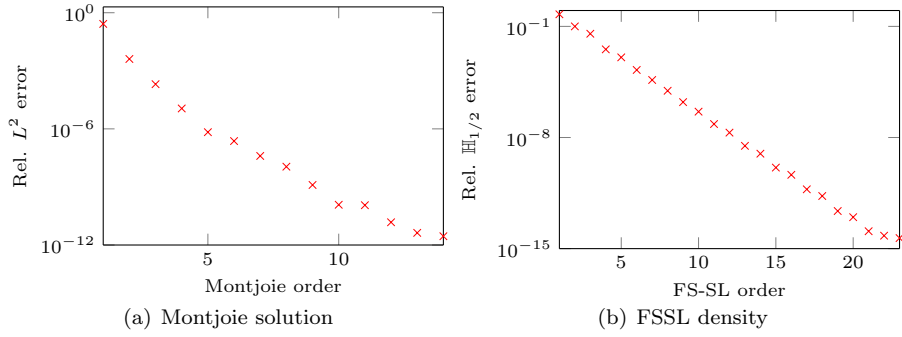 10^0
10^−6
10^−12
Rel. L^2 error
5
10
Montjoie order
(a) Montjoie solution
10^−1
10^−8
10^−15
Rel. ℍ_{1/2} error
5
10
15
20
FS-SL order
(b) FSSL density